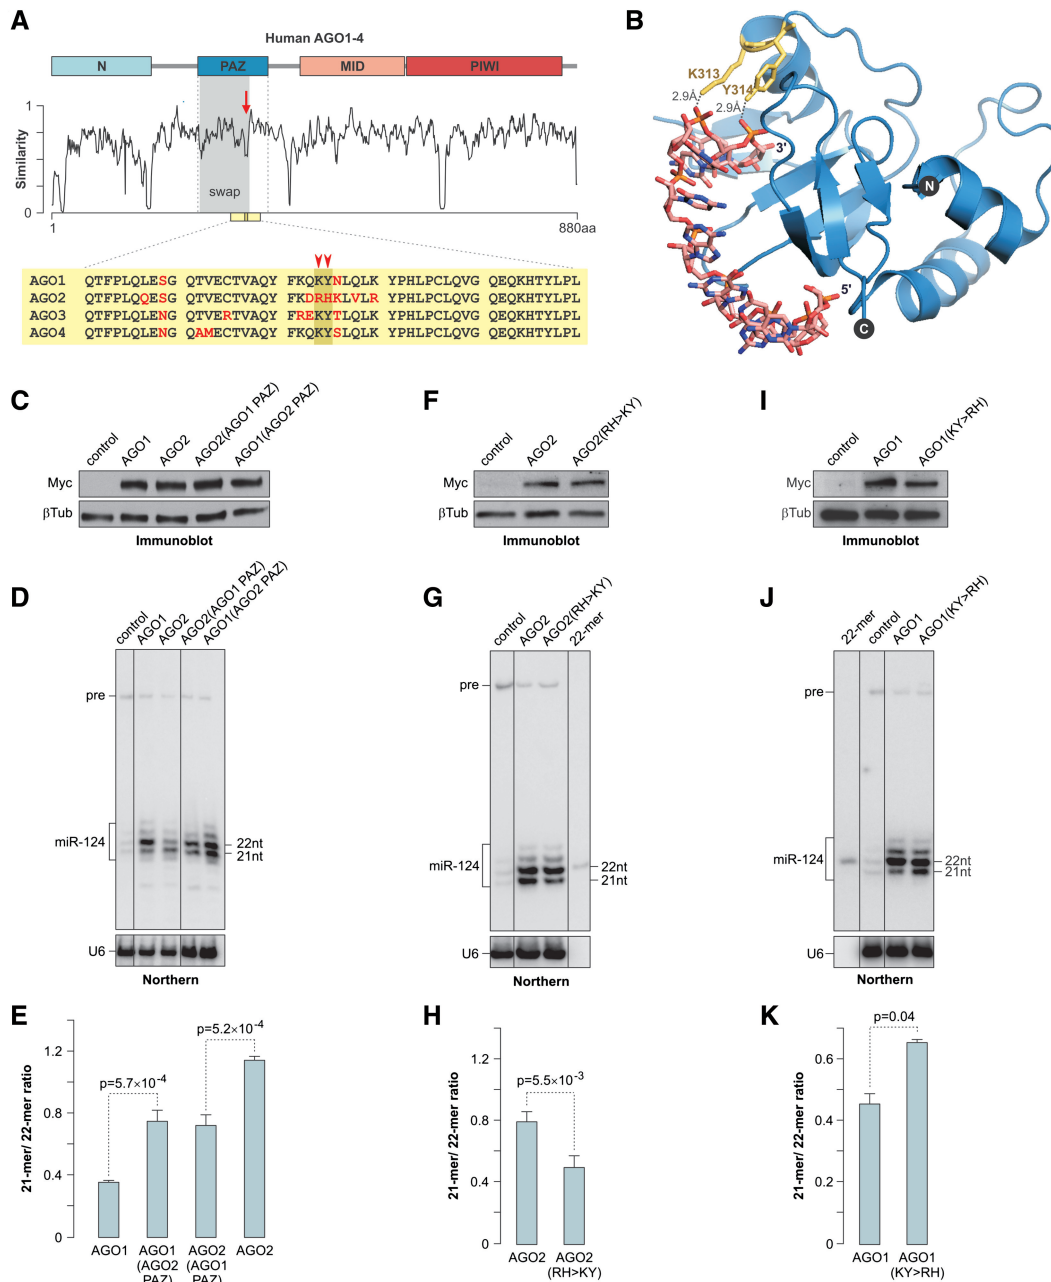 A
Human AGO1-4
N PAZ MID PIWI
Similarity
1
0
swap
1
880aa
AGO1 QTFPLQLESG QTVECTVAQY FKQKYNLQLK YPHLPCLQVG QEQKHTYLPL
AGO2 QTFPLQQESG QTVECTVAQY FKDRHKLVLR YPHLPCLQVG QEQKHTYLPL
AGO3 QTFPLQLENG QTVERTVAQY FREKYTLQLK YPHLPCLQVG QEQKHTYLPL
AGO4 QTFPLQLENG QAMECTVAQY FKQKYSLQLK YPHLPCLQVG QEQKHTYLPL
B
K313
Y314
2.9Å
2.9Å
3'
5'
N
C
C
control
AGO1
AGO2
AGO2(AGO1 PAZ)
AGO1(AGO2 PAZ)
Myc
βTub
Immunoblot
F
control
AGO2
AGO2(RH>KY)
Myc
βTub
Immunoblot
I
control
AGO1
AGO1(KY>RH)
Myc
βTub
Immunoblot
D
control
AGO1
AGO2
AGO2(AGO1 PAZ)
AGO1(AGO2 PAZ)
pre
miR-124
22nt
21nt
U6
Northern
G
control
AGO2
AGO2(RH>KY)
22-mer
pre
miR-124
22nt
21nt
U6
Northern
J
22-mer
control
AGO1
AGO1(KY>RH)
pre
miR-124
22nt
21nt
U6
Northern
E
21-mer/ 22-mer ratio
1.2
0.8
0.4
0
p=5.7×10-4
p=5.2×10-4
AGO1
AGO1
(AGO2
PAZ)
AGO2
(AGO1
PAZ)
AGO2
H
21-mer/ 22-mer ratio
1.2
0.8
0.4
0
p=5.5×10-3
AGO2
AGO2
(RH>KY)
K
21-mer/ 22-mer ratio
0.6
0.4
0.2
0
p=0.04
AGO1
AGO1
(KY>RH)